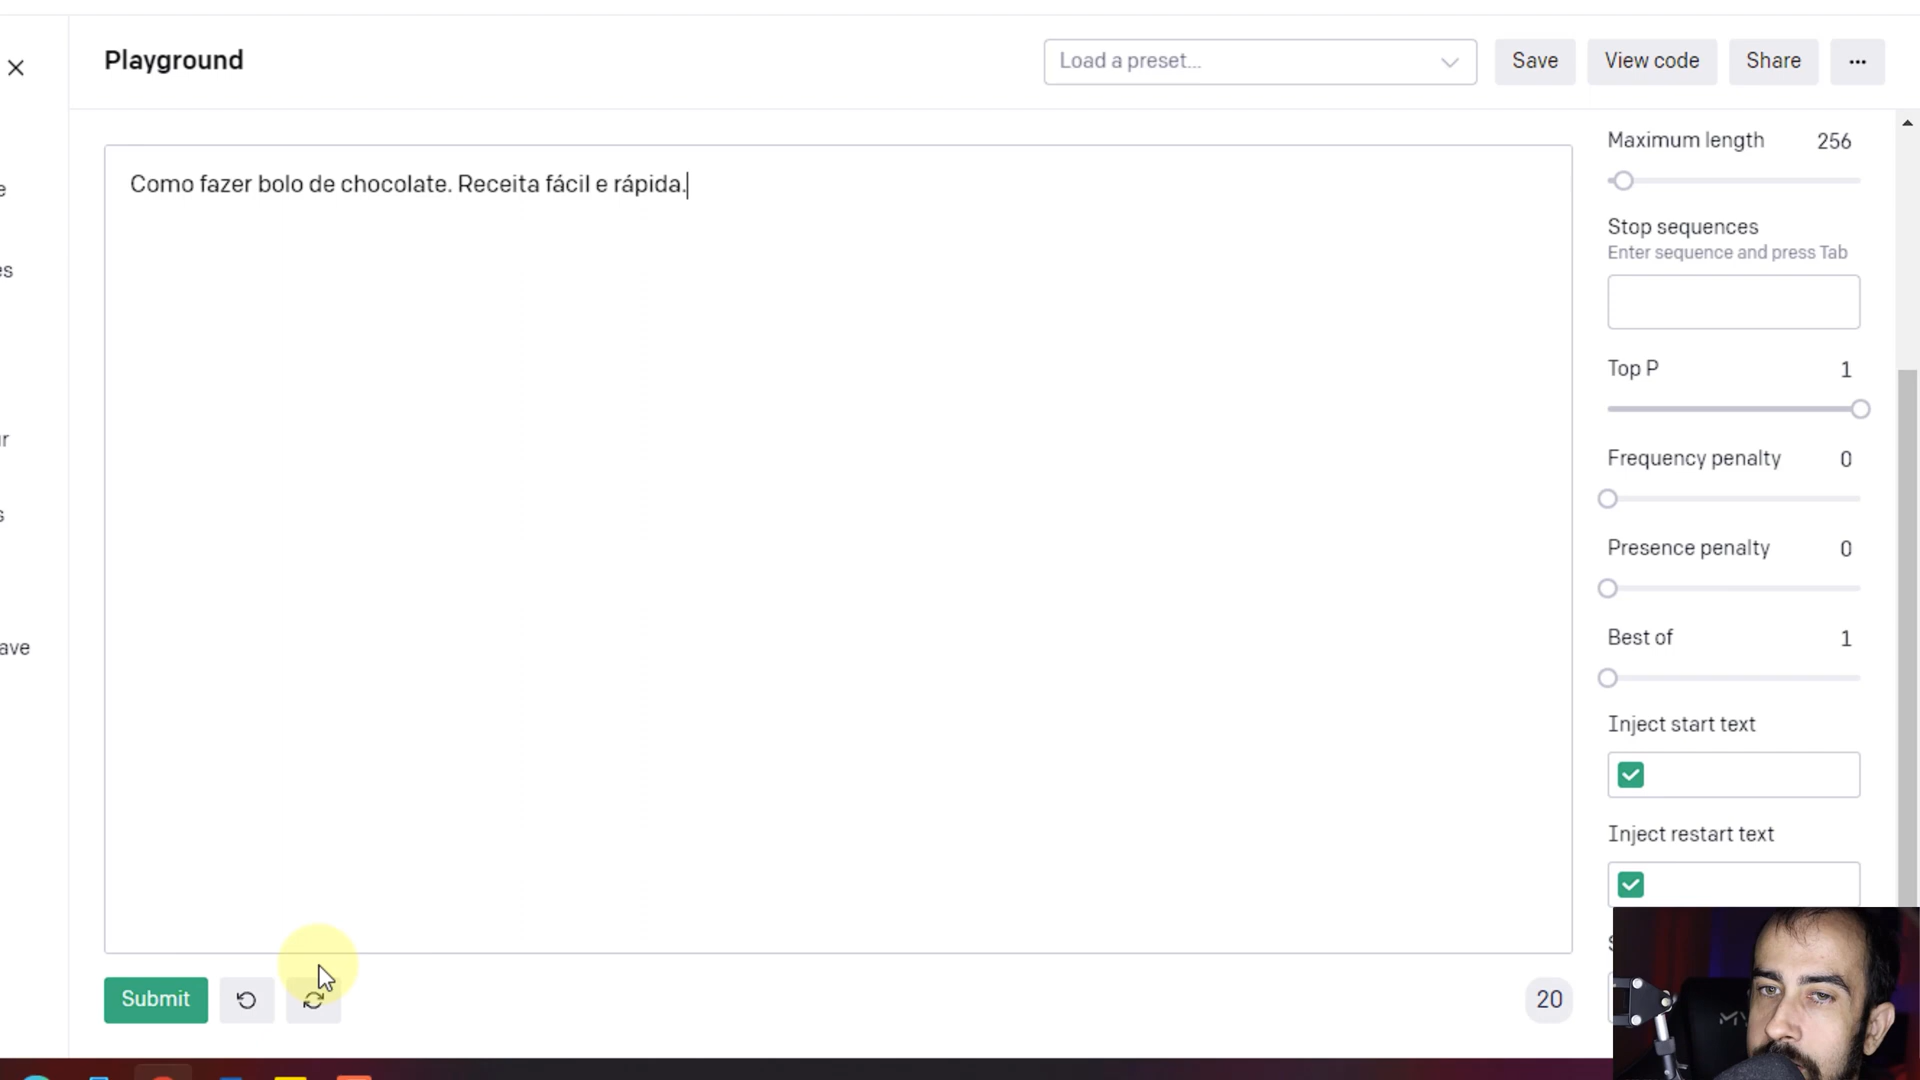 Playground
Load a preset...
Save
View code
Share
...
Como fazer bolo de chocolate. Receita fácil e rápida.
Maximum length 256
Stop sequences
Enter sequence and press Tab
Top P 1
Frequency penalty 0
Presence penalty 0
Best of 1
Inject start text
Inject restart text
ave
Submit
20